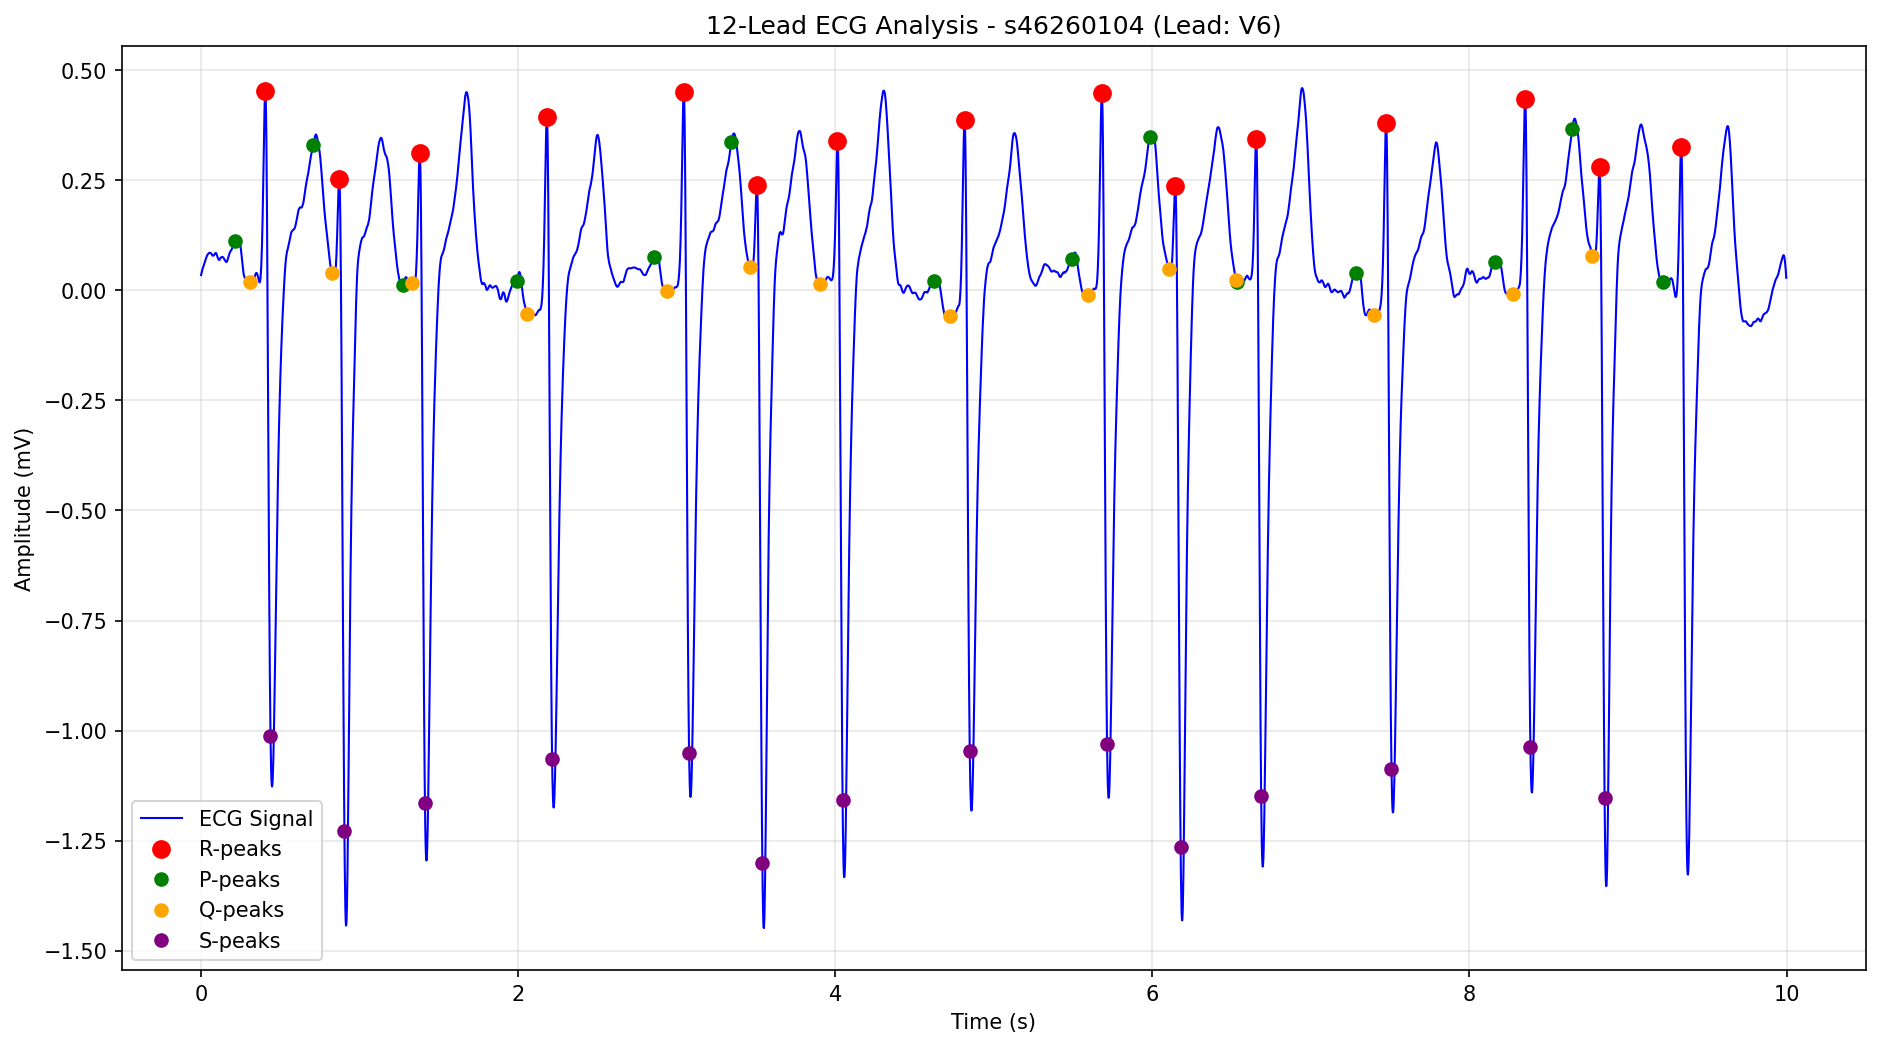 12-Lead ECG Analysis - s46260104 (Lead: V6)
Amplitude (mV)
0.50
0.25
0.00
−0.25
−0.50
−0.75
−1.00
−1.25
−1.50
ECG Signal
R-peaks
P-peaks
Q-peaks
S-peaks
0 2 4 6 8 10
Time (s)